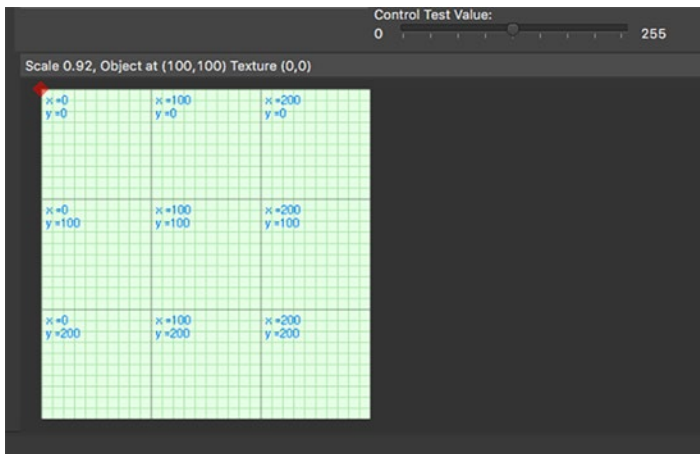 Control Test Value:
0 255
Scale 0.92, Object at (100,100) Texture (0,0)
x =0 x =100 x =200
y =0 y =0 y =0
x =0 x =100 x =200
y =100 y =100 y =100
x =0 x =100 x =200
y =200 y =200 y =200